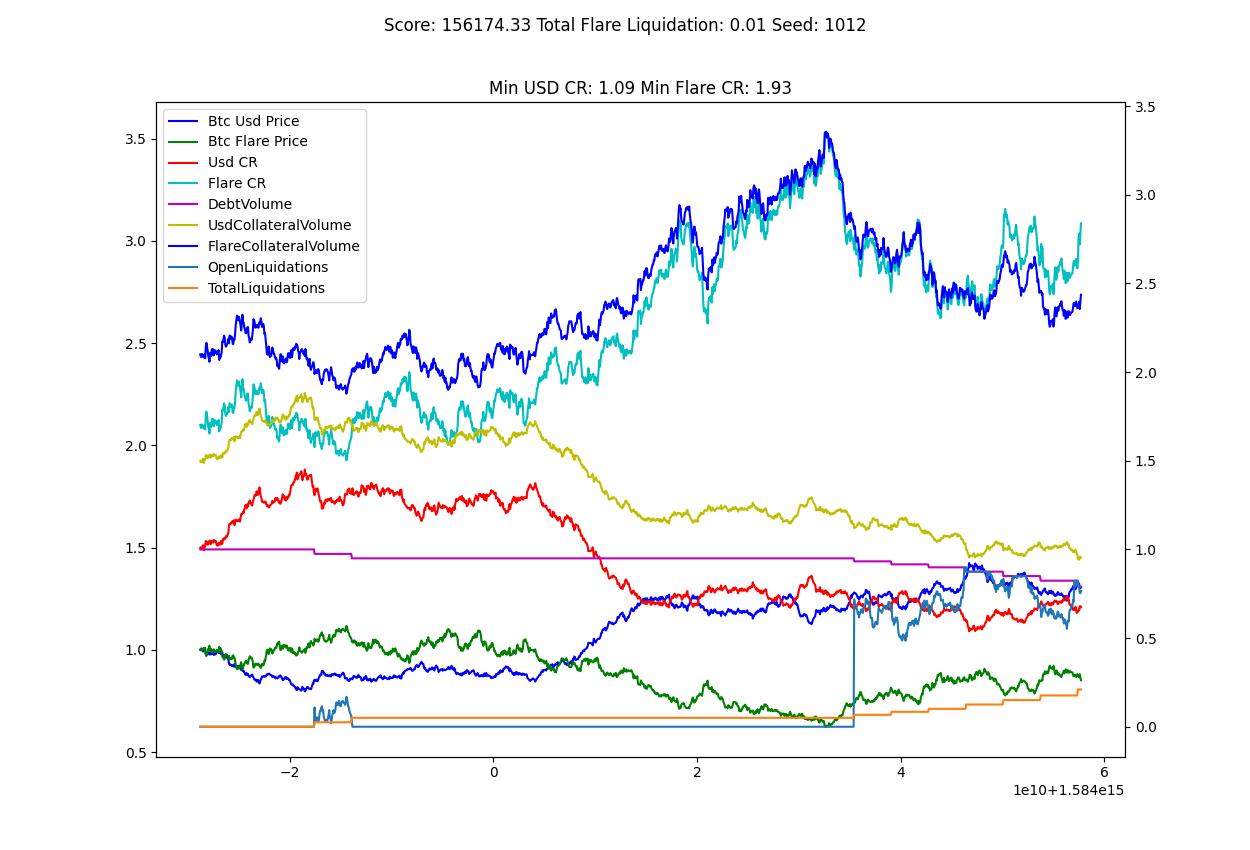 Score: 156174.33 Total Flare Liquidation: 0.01 Seed: 1012
Min USD CR: 1.09 Min Flare CR: 1.93
Btc Usd Price
Btc Flare Price
Usd CR
Flare CR
DebtVolume
UsdCollateralVolume
FlareCollateralVolume
OpenLiquidations
TotalLiquidations
3.5
3.0
2.5
2.0
1.5
1.0
0.5
3.5
3.0
2.5
2.0
1.5
1.0
0.5
0.0
−2
0
2
4
6
1e10+1.584e15